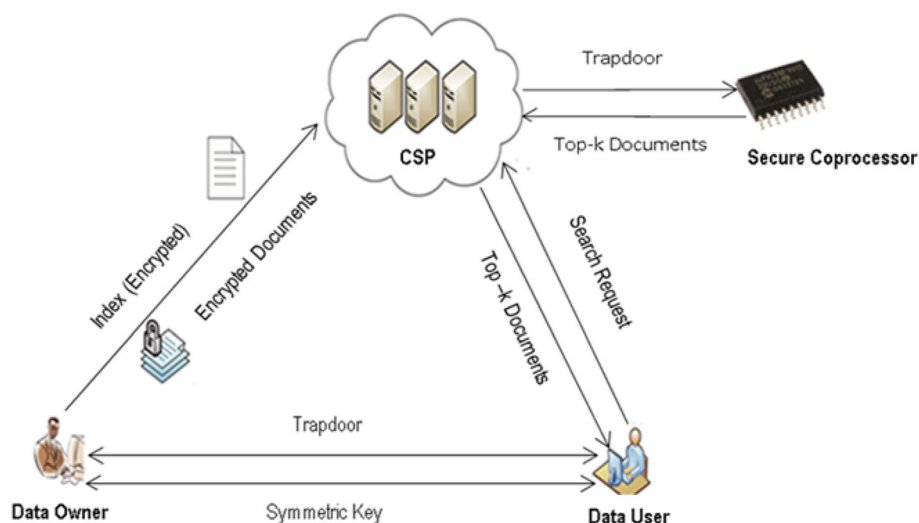 Trapdoor
CSP
Top-k Documents
Secure Coprocessor
Index (Encrypted)
Encrypted Documents
Search Request
Top –k Documents
Trapdoor
Data Owner
Symmetric Key
Data User